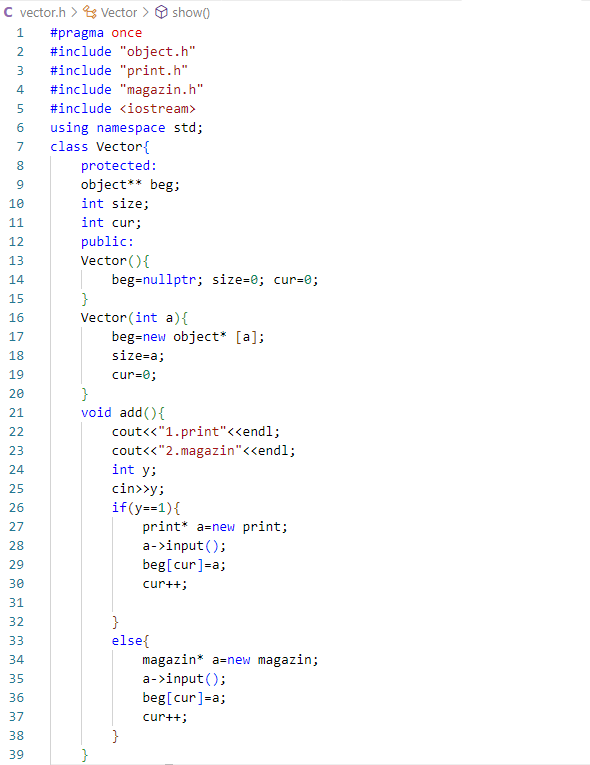 vector.h > Vector > show()
1 #pragma once
2 #include "object.h"
3 #include "print.h"
4 #include "magazin.h"
5 #include <iostream>
6 using namespace std;
7 class Vector{
8     protected:
9     object** beg;
10     int size;
11     int cur;
12     public:
13     Vector(){
14         beg=nullptr; size=0; cur=0;
15     }
16     Vector(int a){
17         beg=new object* [a];
18         size=a;
19         cur=0;
20     }
21     void add(){
22         cout<<"1.print"<<endl;
23         cout<<"2.magazin"<<endl;
24         int y;
25         cin>>y;
26         if(y==1){
27             print* a=new print;
28             a->input();
29             beg[cur]=a;
30             cur++;
31
32         }
33         else{
34             magazin* a=new magazin;
35             a->input();
36             beg[cur]=a;
37             cur++;
38         }
39     }